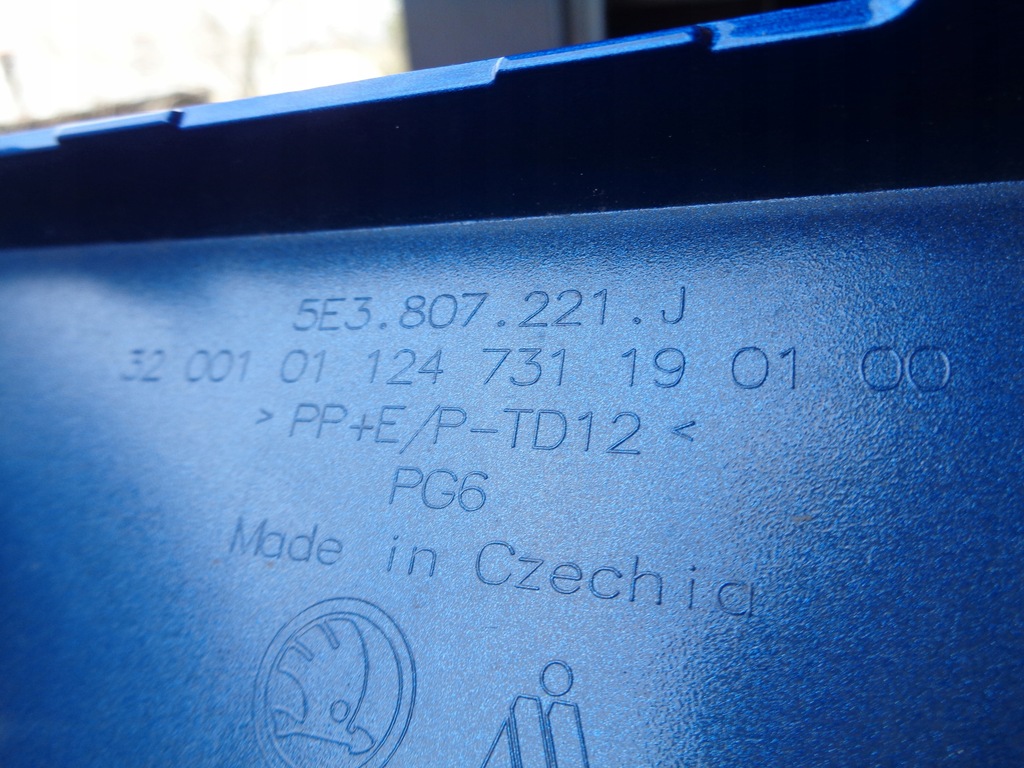 5E3.807.221.J
32 001 01 124 731 19 01 00
>PP+E/P-TD12<
PG6
Made in Czechia